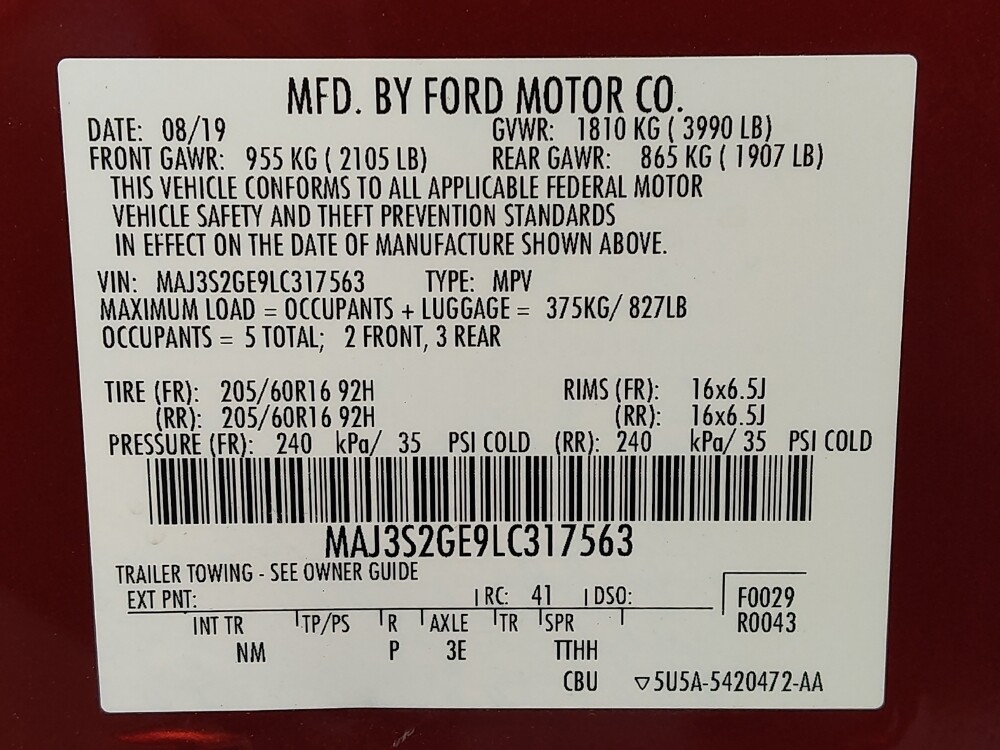 MFD. BY FORD MOTOR CO.
DATE: 08/19 GVWR: 1810 KG ( 3990 LB)
FRONT GAWR: 955 KG ( 2105 LB) REAR GAWR: 865 KG ( 1907 LB)
THIS VEHICLE CONFORMS TO ALL APPLICABLE FEDERAL MOTOR
VEHICLE SAFETY AND THEFT PREVENTION STANDARDS
IN EFFECT ON THE DATE OF MANUFACTURE SHOWN ABOVE.
VIN: MAJ3S2GE9LC317563 TYPE: MPV
MAXIMUM LOAD = OCCUPANTS + LUGGAGE = 375KG/ 827LB
OCCUPANTS = 5 TOTAL; 2 FRONT, 3 REAR
TIRE (FR): 205/60R16 92H RIMS (FR): 16x6.5J
(RR): 205/60R16 92H (RR): 16x6.5J
PRESSURE (FR): 240 kPa/ 35 PSI COLD (RR): 240 kPa/ 35 PSI COLD
MAJ3S2GE9LC317563
TRAILER TOWING - SEE OWNER GUIDE
EXT PNT: RC: 41 DSO: F0029
INT TR TP/PS R AXLE TR SPR R0043
NM P 3E TTHH
CBU ▽5U5A-5420472-AA